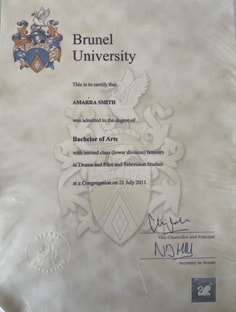 Brunel
University
This is to certify that
AMARRA SMITH
was admitted to the degree of
Bachelor of Arts
with second class (lower division) honours
in Drama and Film and Television Studies
at a Congregation on 21 July 2011
Vice-Chancellor and Principal
Secretary to Senate